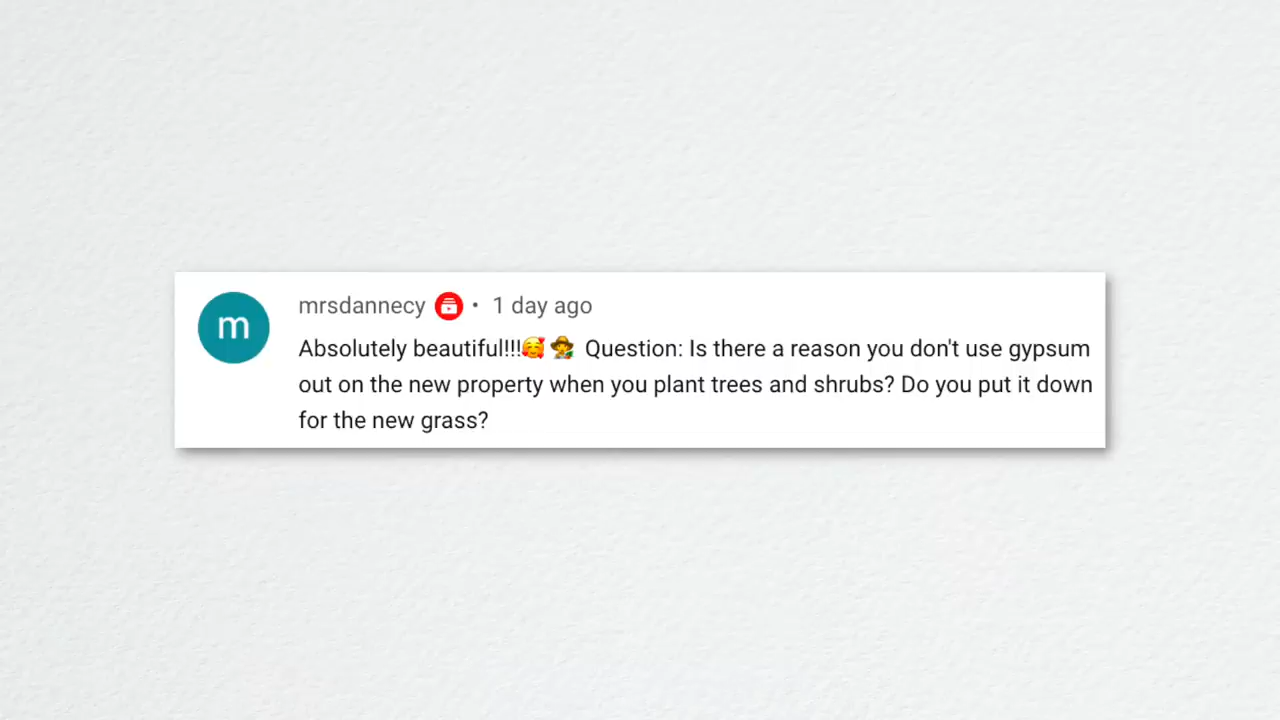 m
mrsdannecy • 1 day ago
Absolutely beautiful!!!🥰 🧑‍🌾 Question: Is there a reason you don't use gypsum
out on the new property when you plant trees and shrubs? Do you put it down
for the new grass?